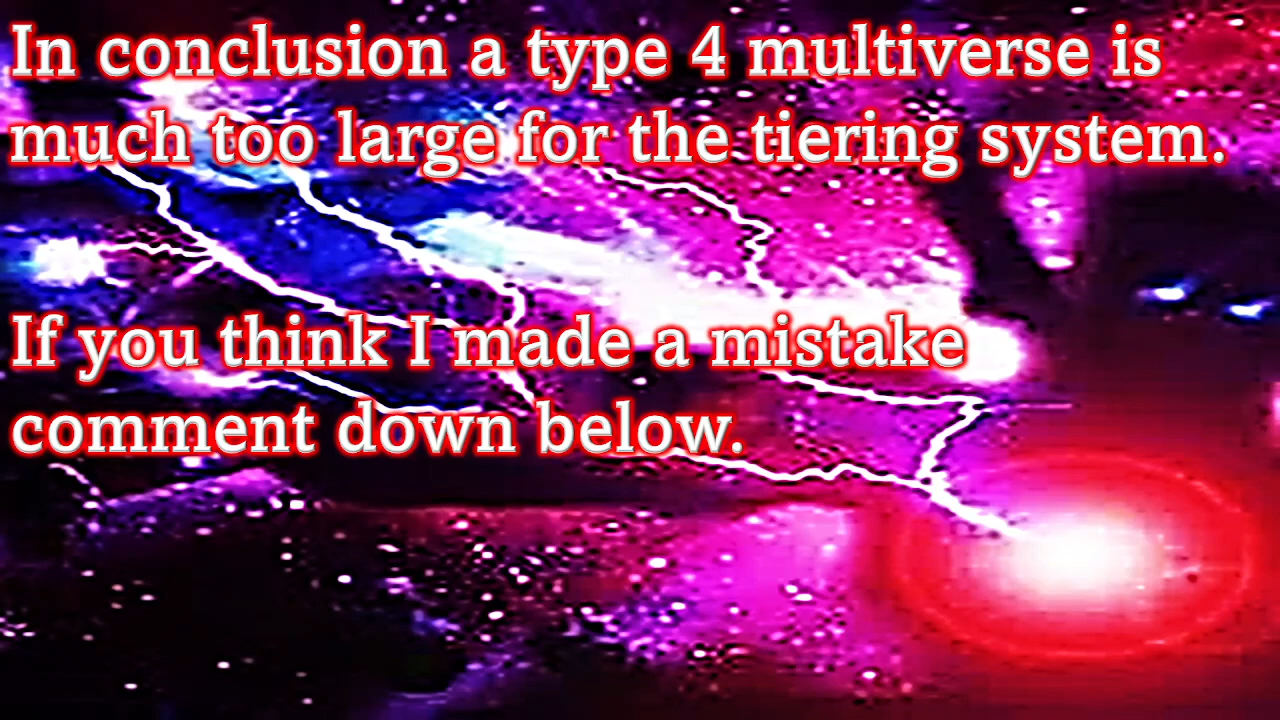 In conclusion a type 4 multiverse is
much too large for the tiering system.
If you think I made a mistake
comment down below.